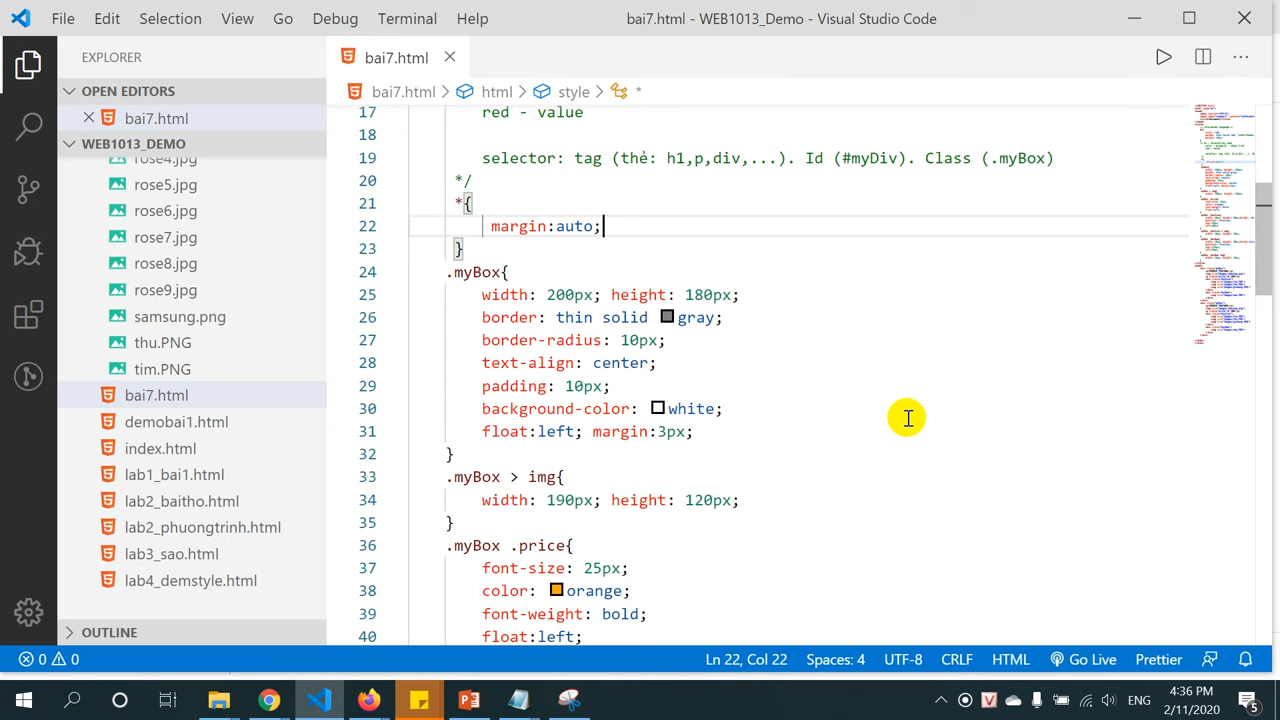 File Edit Selection View Go Debug Terminal Help
bai7.html - WEB1013_Demo - Visual Studio Code
EXPLORER
OPEN EDITORS
bai7.html
WEB1013_DEMO
rose4.jpg
rose5.jpg
rose6.jpg
rose7.jpg
rose8.jpg
rose9.jpg
samsung.png
thu.PNG
tim.PNG
bai7.html
demobai1.html
index.html
lab1_bai1.html
lab2_baitho.html
lab2_phuongtrinh.html
lab3_sao.html
lab4_demstyle.html
OUTLINE
bai7.html
bai7.html > html > style > *
17 red - value
18
19 selector: tag (thẻ: h1,p,div,...). Id (#myDiv). Class (.myBox)
20 */
21 *{
22 margin:auto;
23 }
24 .myBox{
25 width: 200px; height: 180px;
26 border: thin solid gray;
27 border-radius: 10px;
28 text-align: center;
29 padding: 10px;
30 background-color: white;
31 float:left; margin:3px;
32 }
33 .myBox > img{
34 width: 190px; height: 120px;
35 }
36 .myBox .price{
37 font-size: 25px;
38 color: orange;
39 font-weight: bold;
40 float:left;
0 0
Ln 22, Col 22 Spaces: 4 UTF-8 CRLF HTML Go Live Prettier
ENG
4:36 PM
2/11/2020
5